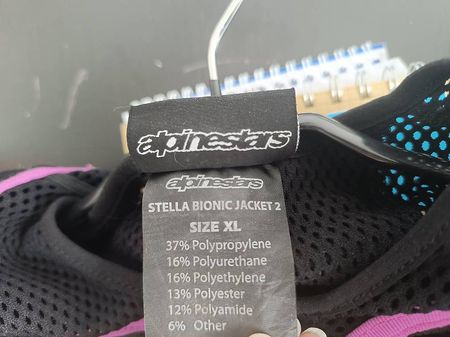 alpinestars
alpinestars
STELLA BIONIC JACKET 2
SIZE XL
37% Polypropylene
16% Polyurethane
16% Polyethylene
13% Polyester
12% Polyamide
6% Other